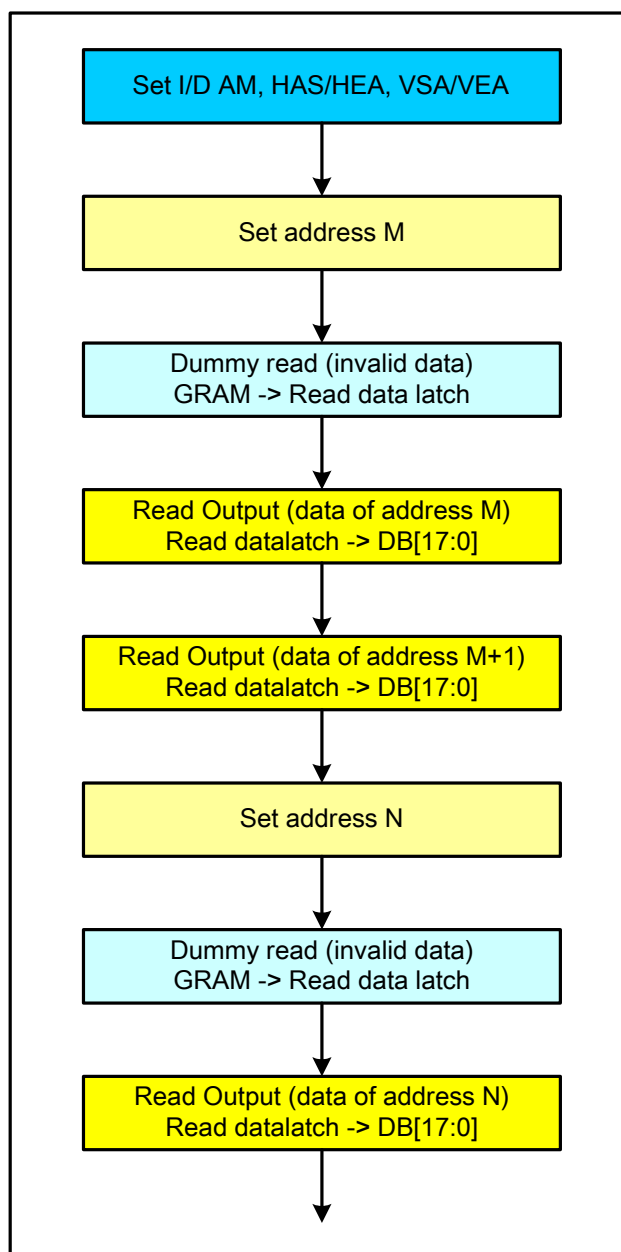 Set I/D AM, HAS/HEA, VSA/VEA
Set address M
Dummy read (invalid data)
GRAM -> Read data latch
Read Output (data of address M)
Read datalatch -> DB[17:0]
Read Output (data of address M+1)
Read datalatch -> DB[17:0]
Set address N
Dummy read (invalid data)
GRAM -> Read data latch
Read Output (data of address N)
Read datalatch -> DB[17:0]